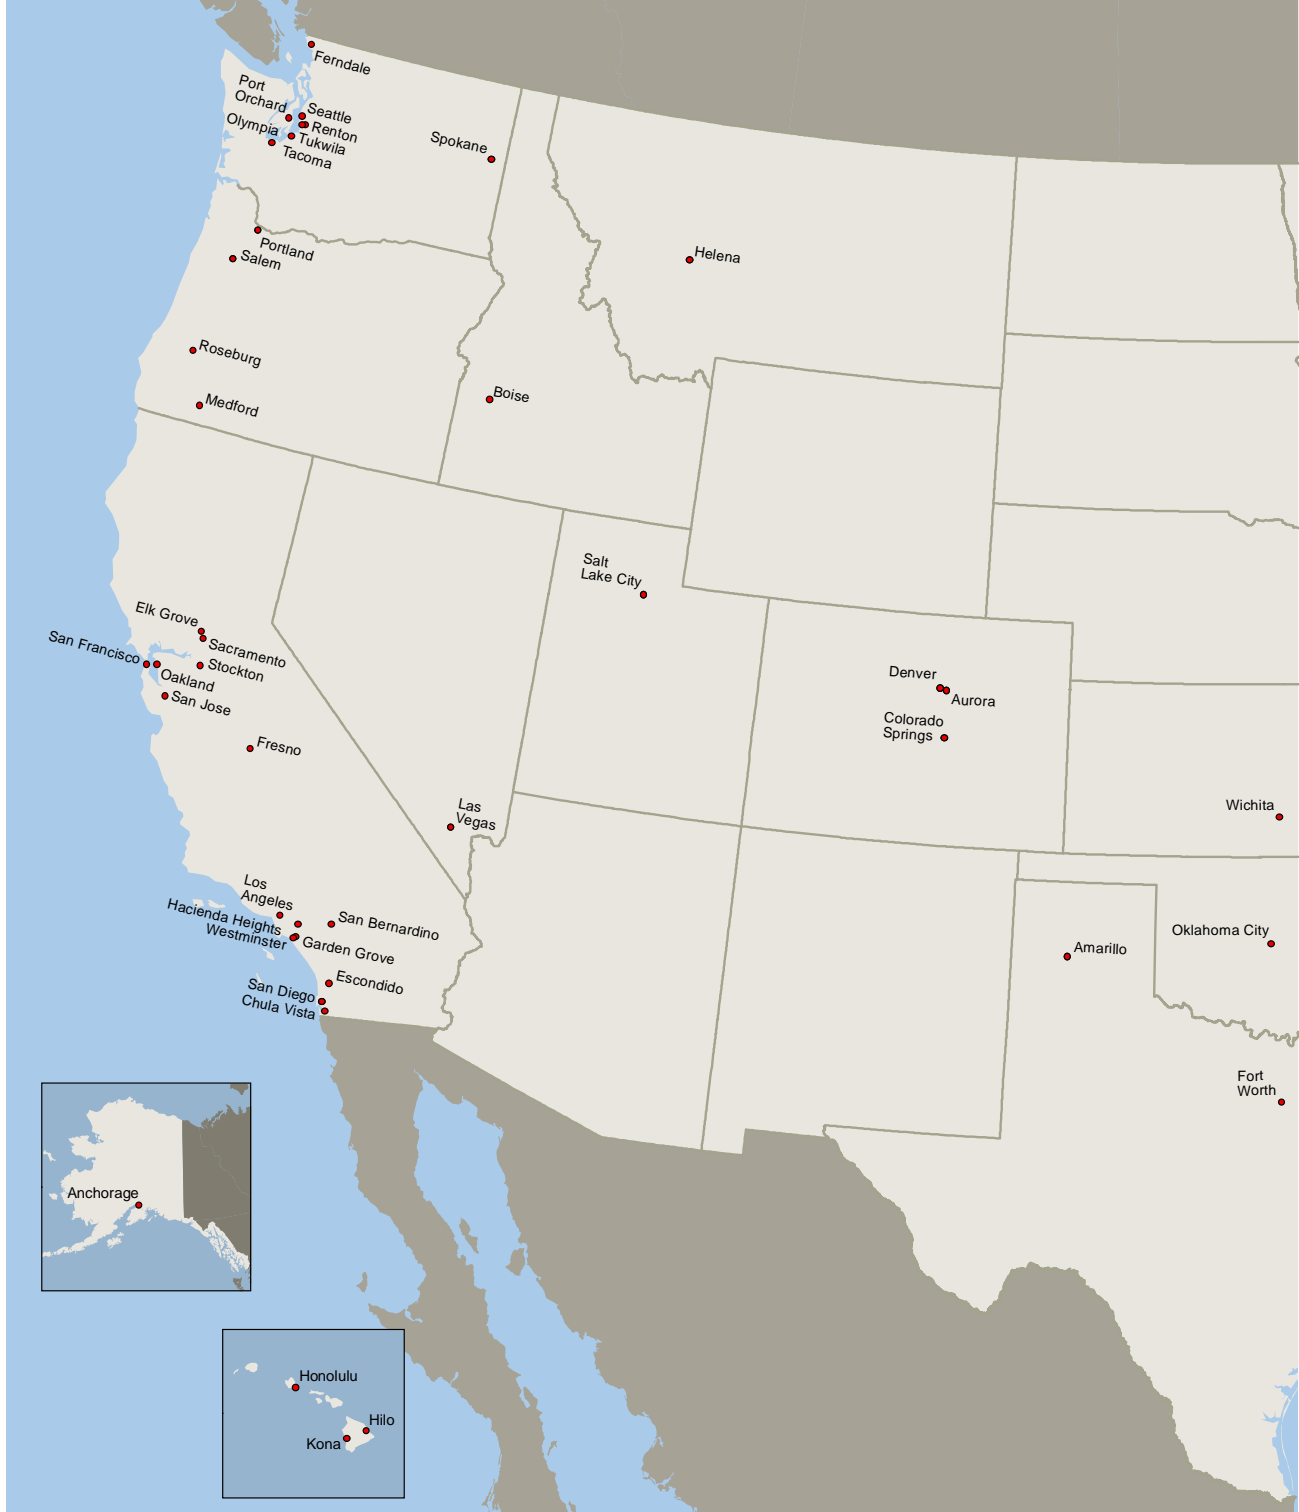 Ferndale
Port
Orchard
Seattle
Olympia
Renton
Tukwila
Tacoma
Spokane
Portland
Salem
Helena
Roseburg
Medford
Boise
Salt
Lake City
Elk Grove
Sacramento
San Francisco
Stockton
Oakland
San Jose
Fresno
Denver
Aurora
Colorado
Springs
Las
Vegas
Wichita
Los
Angeles
Hacienda Heights
San Bernardino
Westminster
Garden Grove
Oklahoma City
Amarillo
Escondido
San Diego
Chula Vista
Fort
Worth
Anchorage
Honolulu
Hilo
Kona